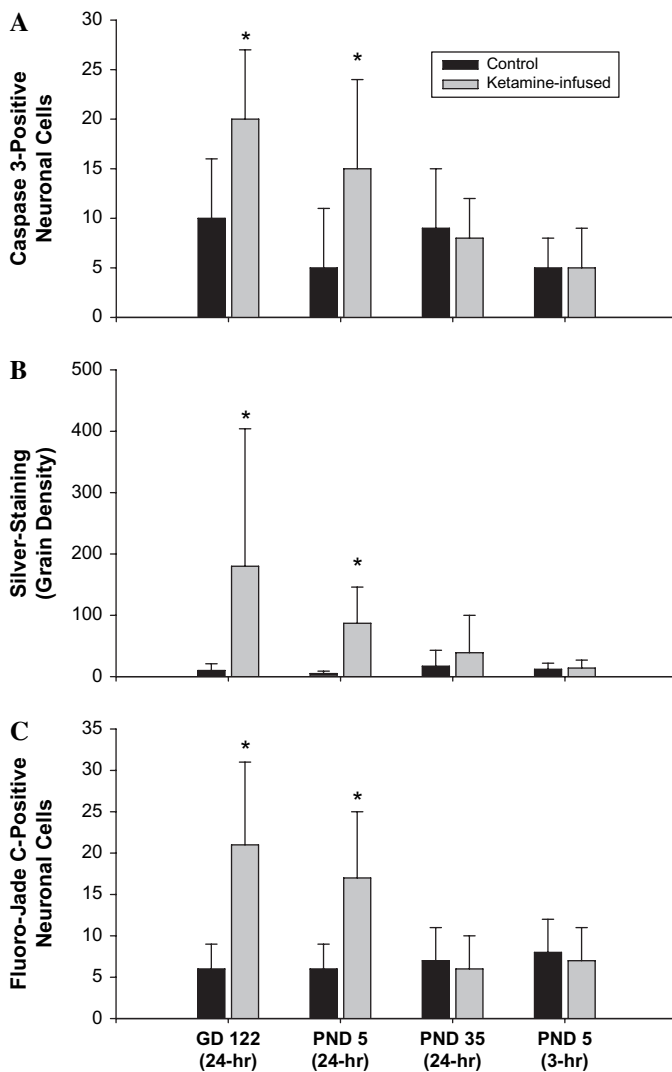 A
Caspase 3-Positive
Neuronal Cells
30
25
20
15
10
5
0
*
*
Control
Ketamine-infused
B
Silver-Staining
(Grain Density)
500
400
300
200
100
0
*
*
C
Fluoro-Jade C-Positive
Neuronal Cells
35
30
25
20
15
10
5
0
*
*
GD 122 PND 5 PND 35 PND 5
(24-hr) (24-hr) (24-hr) (3-hr)